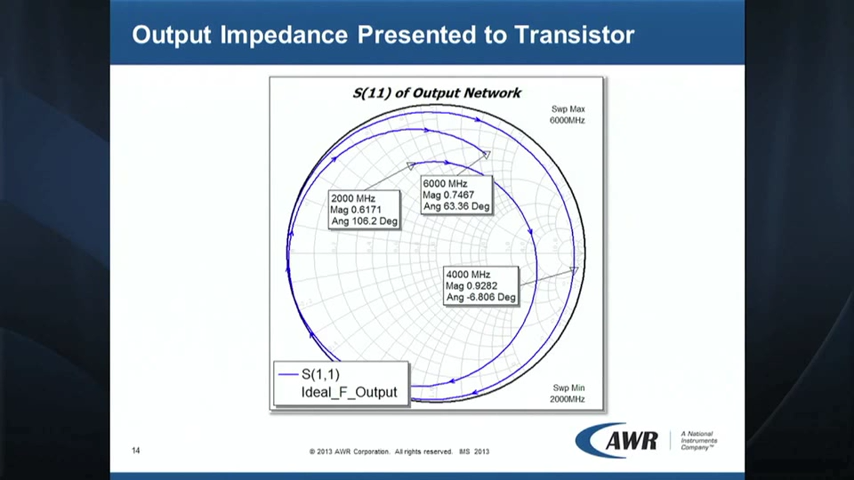 Output Impedance Presented to Transistor
S(11) of Output Network
Swp Max
6000MHz
2000 MHz
Mag 0.6171
Ang 106.2 Deg
6000 MHz
Mag 0.7467
Ang 63.36 Deg
4000 MHz
Mag 0.9282
Ang -6.806 Deg
S(1,1)
Ideal_F_Output
Swp Min
2000MHz
14
© 2013 AWR Corporation. All rights reserved. IMS 2013
AWR
A National
Instruments
Company™